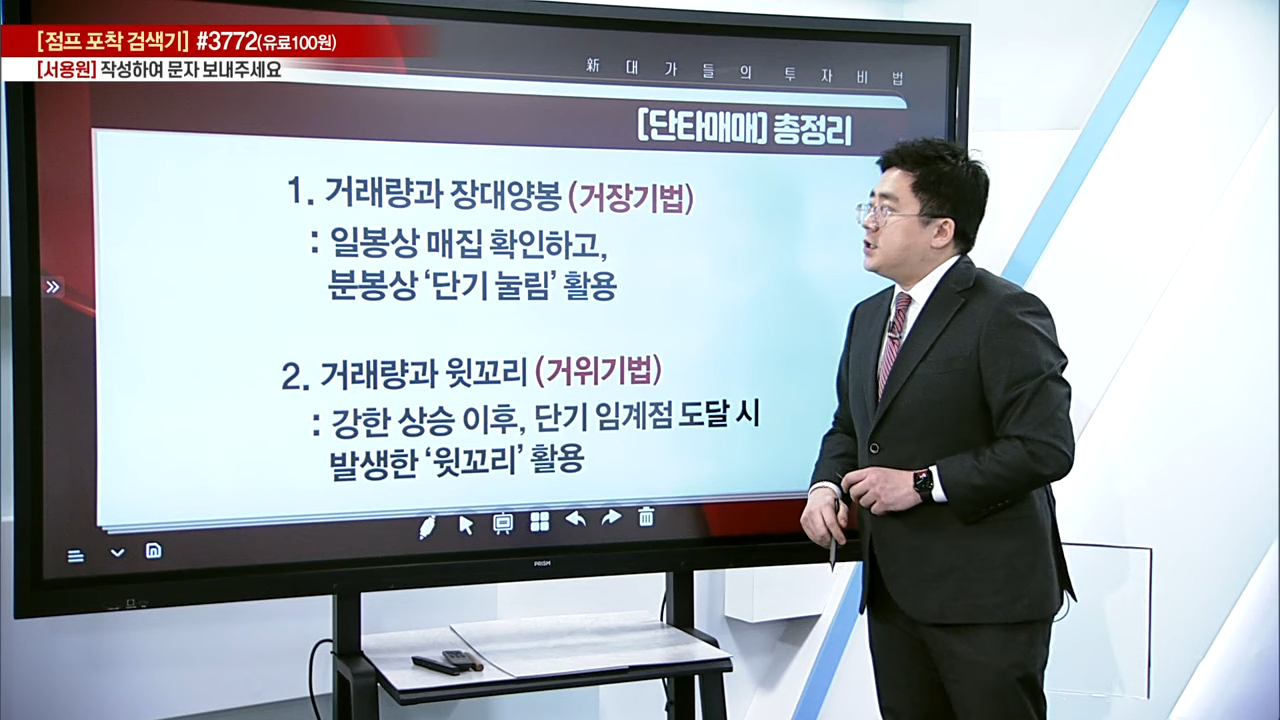 [점프 포착 검색기] #3772(유료100원)
[서용원] 작성하여 문자 보내주세요
新 대가들의 투자비법
[단타매매] 총정리
1. 거래량과 장대양봉 (거장기법)
: 일봉상 매집 확인하고,
분봉상 ‘단기 눌림’ 활용
2. 거래량과 윗꼬리 (거위기법)
: 강한 상승 이후, 단기 임계점 도달 시
발생한 ‘윗꼬리’ 활용
PRISM